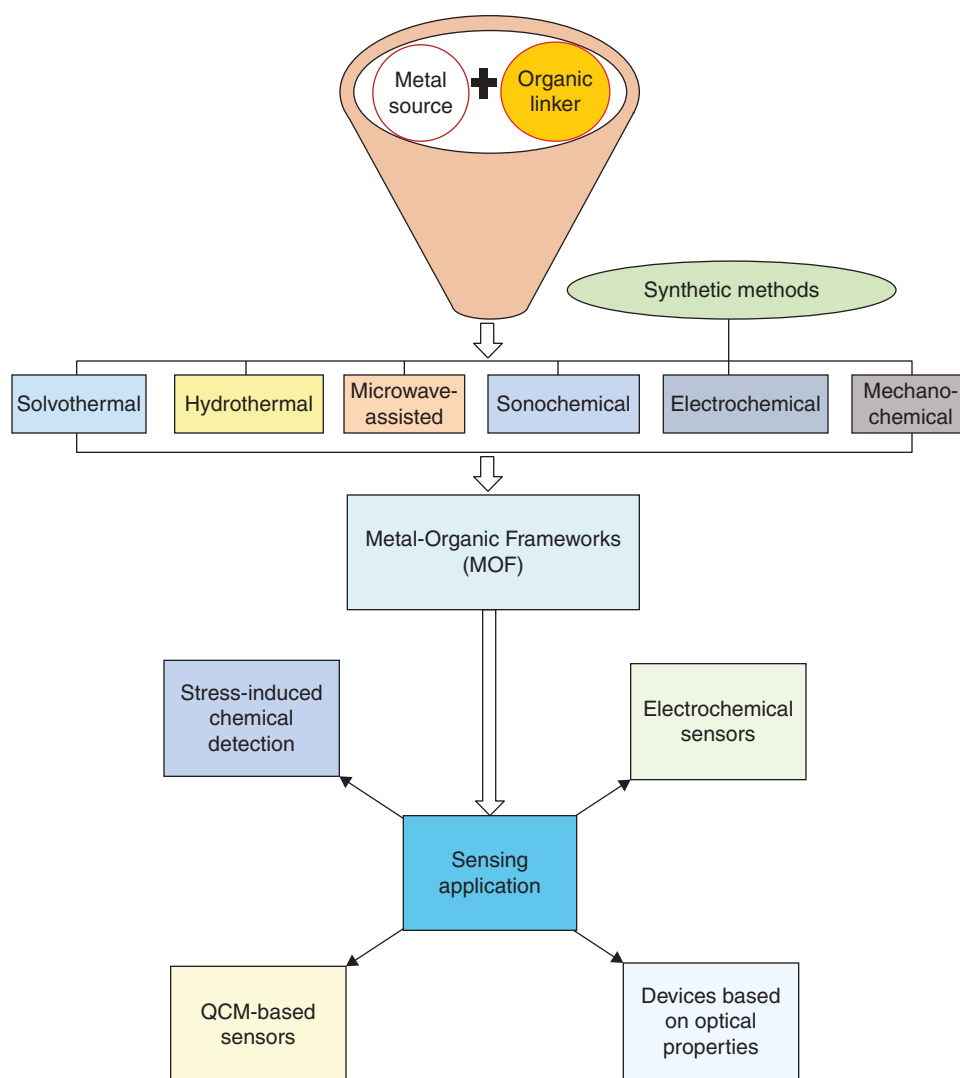 Metal
source
Organic
linker
Synthetic methods
Solvothermal
Hydrothermal
Microwave-
assisted
Sonochemical
Electrochemical
Mechano-
chemical
Metal-Organic Frameworks
(MOF)
Stress-induced
chemical
detection
Electrochemical
sensors
Sensing
application
QCM-based
sensors
Devices based
on optical
properties